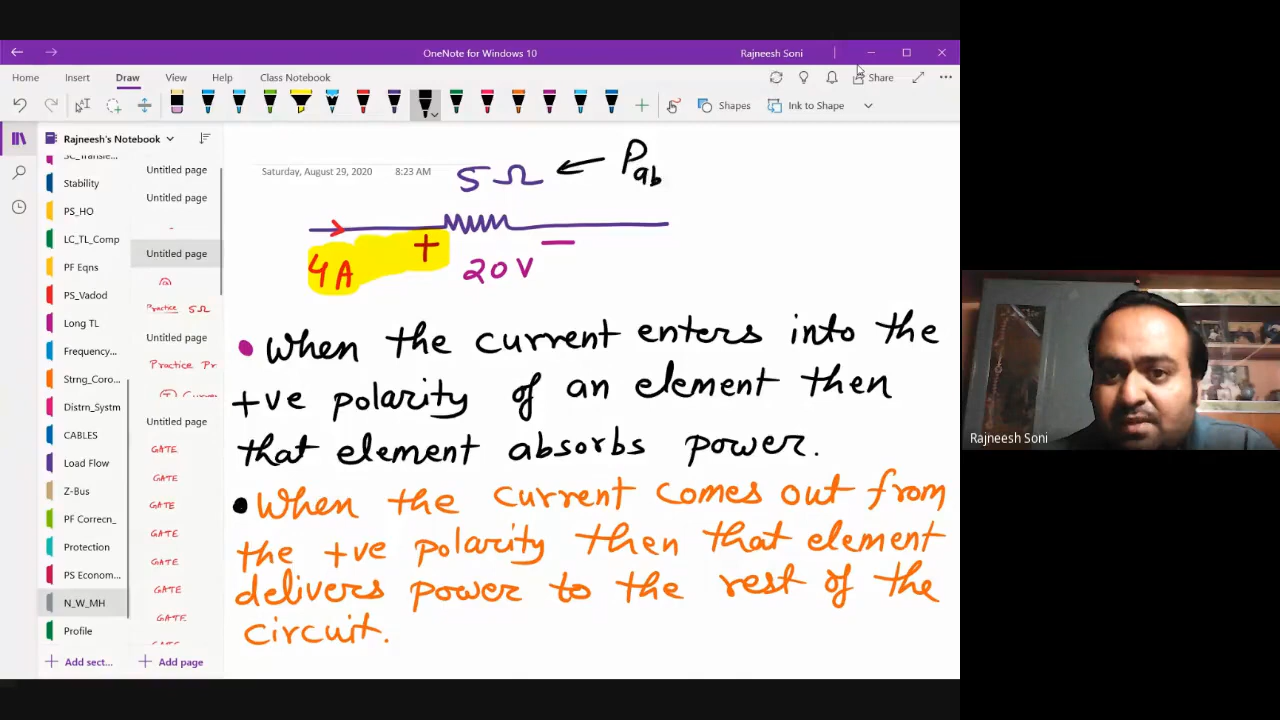 OneNote for Windows 10
Rajneesh Soni
Home Insert Draw View Help Class Notebook
Share
Shapes Ink to Shape
Rajneesh's Notebook
Stability
PS_HO
LC_TL_Comp
PF Eqns
PS_Vadod
Long TL
Frequency...
Strng_Coro...
Distrn_Systm
CABLES
Load Flow
Z-Bus
PF Correcn_
Protection
PS Econom...
N_W_MH
Profile
Add sect...
Untitled page
Untitled page
Untitled page
Practice 5Ω
Untitled page
Practice Pr
Untitled page
GATE
GATE
GATE
GATE
GATE
GATE
GATE
Add page
Saturday, August 29, 2020 8:23 AM
5Ω ← Pab
4A + 20V −
• When the current enters into the
+ve polarity of an element then
that element absorbs power.
• When the current comes out from
the +ve polarity then that element
delivers power to the rest of the
circuit.
Rajneesh Soni